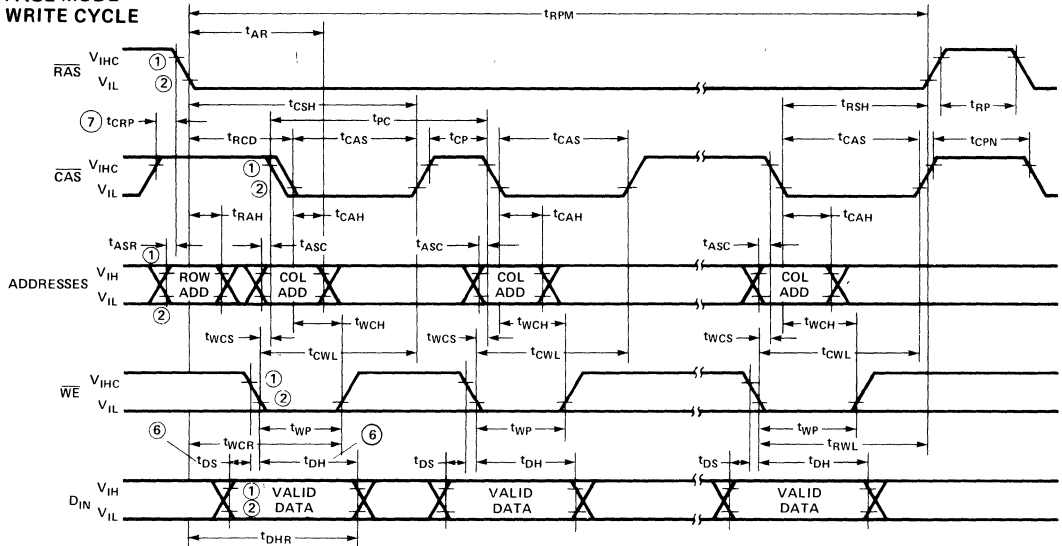 WRITE CYCLE
tRPM
tAR
RAS VIHC ①
VIL ②
tCSH tRSH tRP
⑦ tCRP tPC
tRCD tCAS tCP tCAS tCAS tCPN
CAS VIHC ①
VIL ②
tRAH tCAH tCAH tCAH
tASR tASC tASC tASC
①
ADDRESSES VIH ROW ADD COL ADD COL ADD COL ADD
VIL
②
tWCH tWCH tWCH
tWCS tWCS tWCS
tCWL tCWL tCWL
WE VIHC ①
VIL ②
tWP ⑥ tWP tWP
tWCR tRWL
⑥ tDS tDH tDS tDH tDS tDH
DIN VIH ① VALID DATA VALID DATA VALID DATA
VIL ②
tDHR